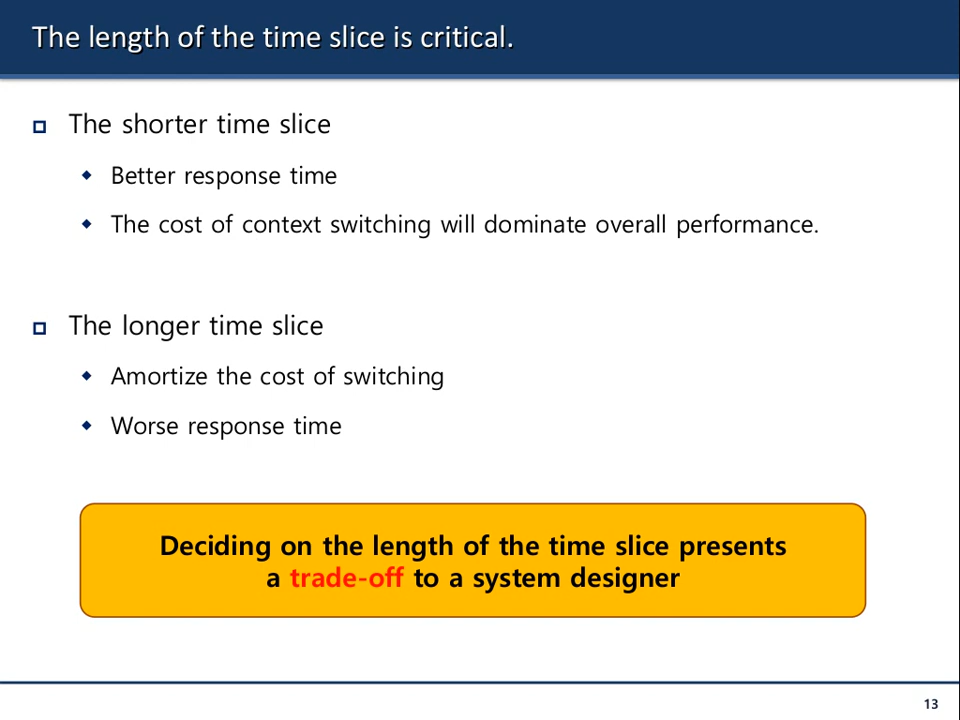 The length of the time slice is critical.
The shorter time slice
Better response time
The cost of context switching will dominate overall performance.
The longer time slice
Amortize the cost of switching
Worse response time
Deciding on the length of the time slice presents
a trade-off to a system designer
13